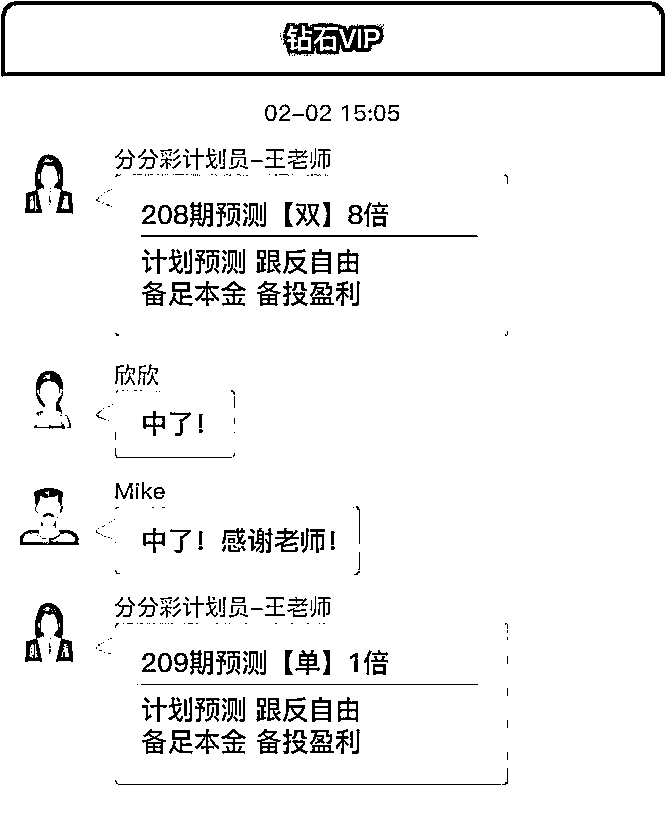 钻石VIP
02-02 15:05
分分彩计划员-王老师
208期预测【双】8倍
计划预测 跟反自由
备足本金 备投盈利
欣欣
中了!
Mike
中了! 感谢老师!
分分彩计划员-王老师
209期预测【单】1倍
计划预测 跟反自由
备足本金 备投盈利